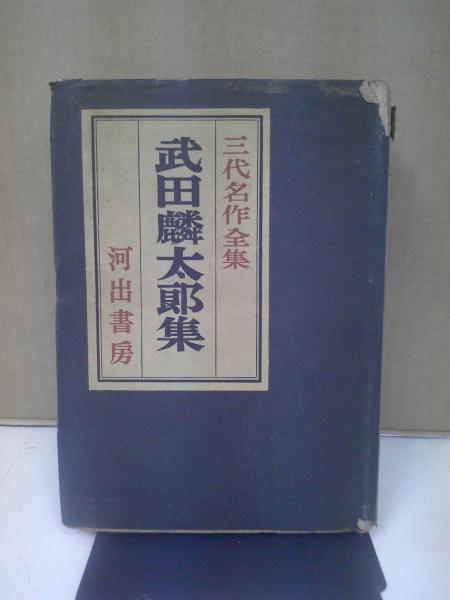 三代名作全集
武田麟太郎集
河出書房